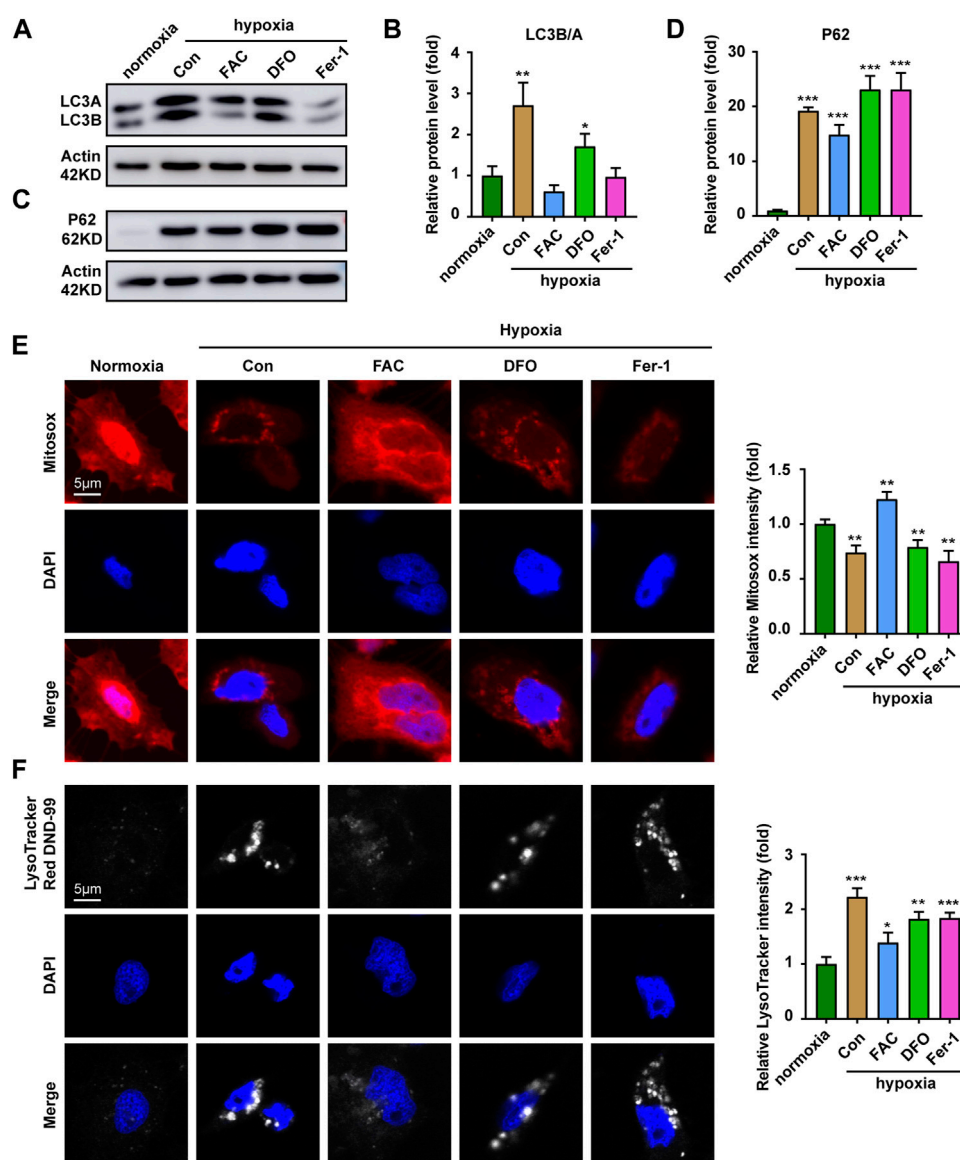 A
hypoxia
normoxia
Con
FAC
DFO
Fer-1
LC3A
LC3B
Actin
42KD
C
P62
62KD
Actin
42KD
B
LC3B/A
Relative protein level (fold)
4
3
2
1
0
**
*
normoxia
Con
FAC
DFO
Fer-1
hypoxia
D
P62
Relative protein level (fold)
30
20
10
0
***
***
***
***
normoxia
Con
FAC
DFO
Fer-1
hypoxia
E
Hypoxia
Normoxia Con FAC DFO Fer-1
Mitosox
5µm
DAPI
Merge
Relative Mitosox intensity (fold)
1.5
1.0
0.5
0.0
**
**
**
**
normoxia
Con
FAC
DFO
Fer-1
hypoxia
F
LysoTracker
Red DND-99
5µm
DAPI
Merge
Relative LysoTracker intensity (fold)
3
2
1
0
***
*
**
***
normoxia
Con
FAC
DFO
Fer-1
hypoxia